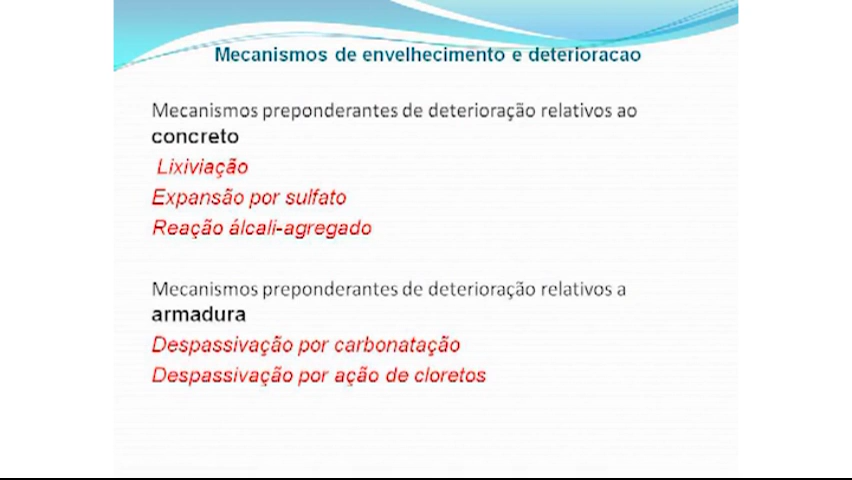 Mecanismos de envelhecimento e deterioracao
Mecanismos preponderantes de deterioração relativos ao
concreto
Lixiviação
Expansão por sulfato
Reação álcali-agregado
Mecanismos preponderantes de deterioração relativos a
armadura
Despassivação por carbonatação
Despassivação por ação de cloretos